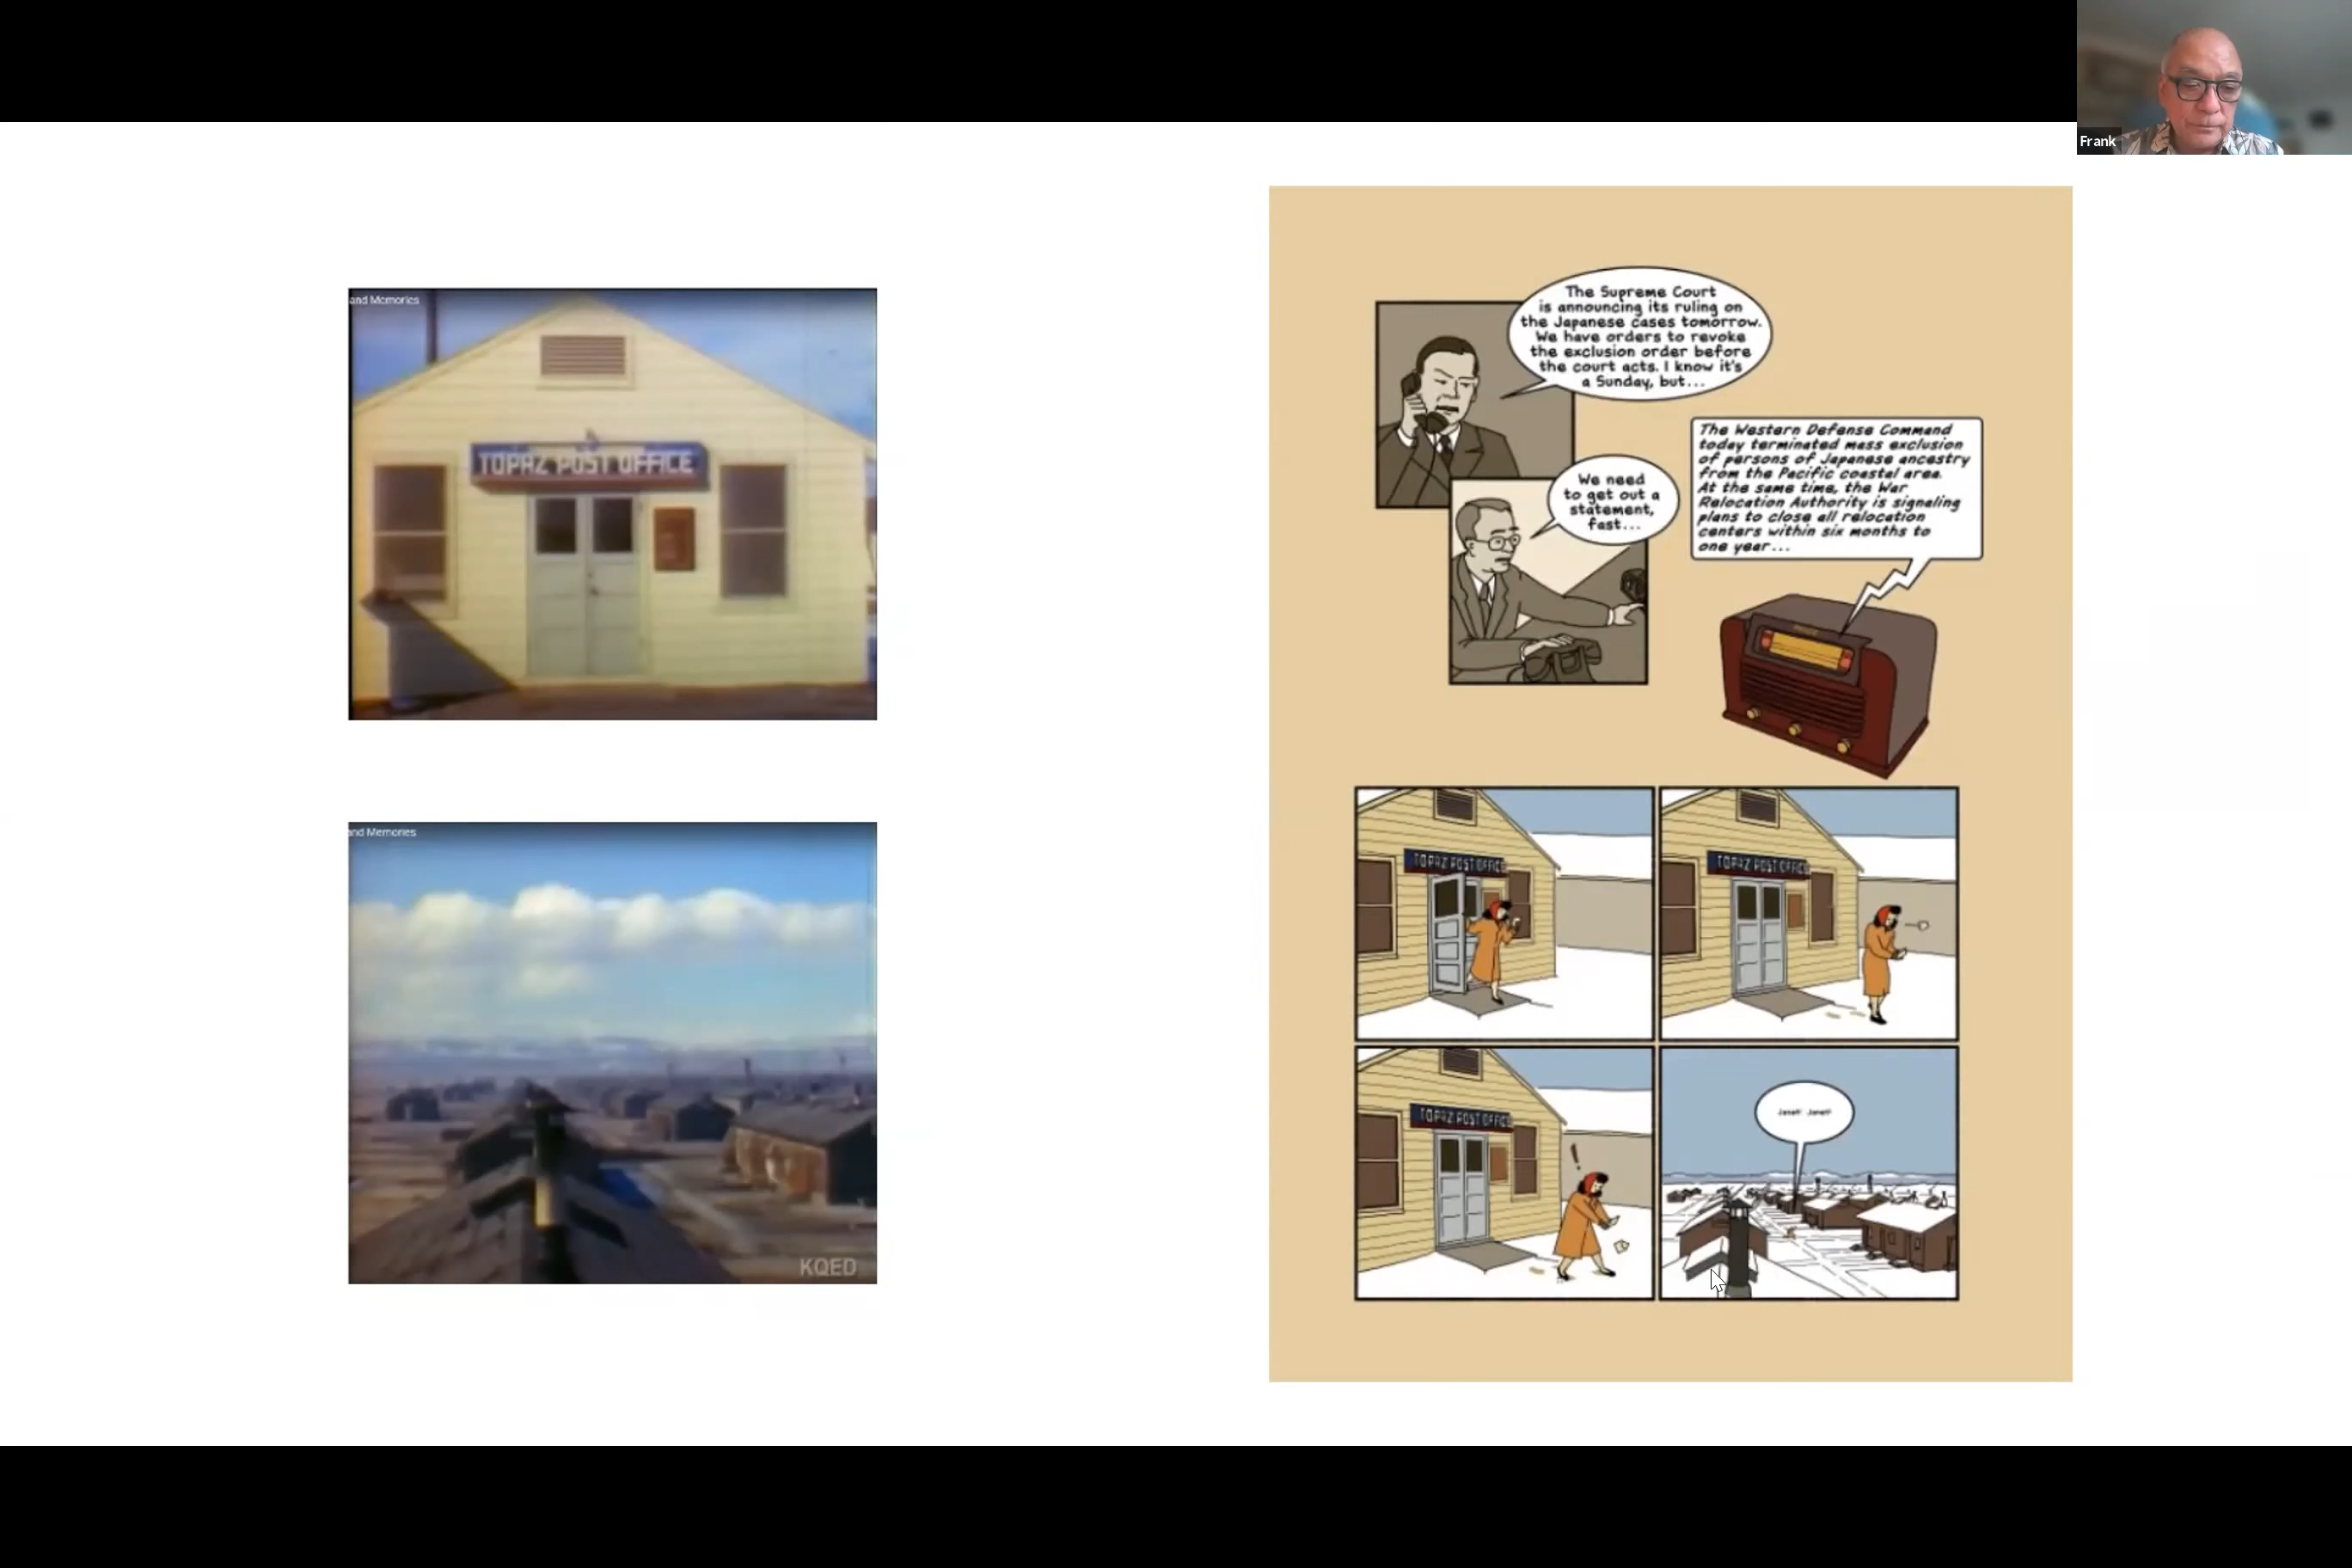 Frank
and Memories
TOPAZ POST OFFICE
and Memories
KQED
The Supreme Court
is announcing its ruling on
the Japanese cases tomorrow.
We have orders to revoke
the exclusion order before
the court acts. I know it's
a Sunday, but...
We need
to get out a
statement,
fast...
The Western Defense Command
today terminated mass exclusion
of persons of Japanese ancestry
from the Pacific coastal area.
At the same time, the War
Relocation Authority is signaling
plans to close all relocation
centers within six months to
one year...
TOPAZ POST OFFICE
TOPAZ POST OFFICE
!
TOPAZ POST OFFICE
Janet! Janet!